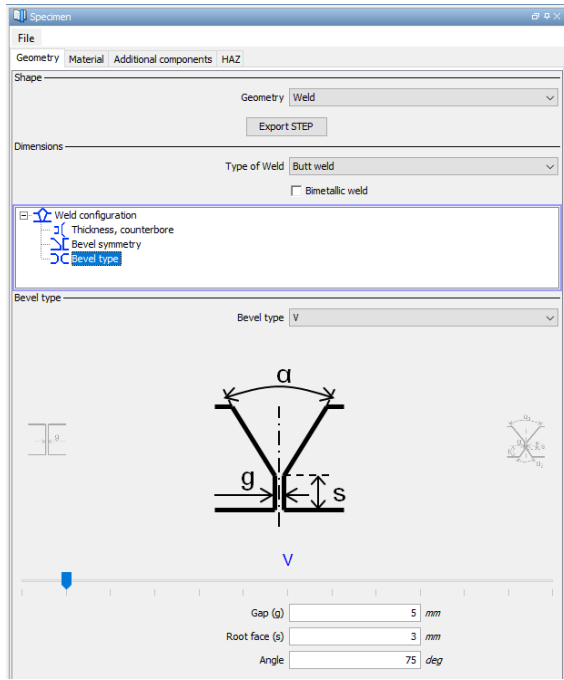 Specimen
File
Geometry Material Additional components HAZ
Shape
Geometry Weld
Export STEP
Dimensions
Type of Weld Butt weld
Bimetallic weld
Weld configuration
Thickness, counterbore
Bevel symmetry
Bevel type
Bevel type
Bevel type V
α
g
g s
V
Gap (g) 5 mm
Root face (s) 3 mm
Angle 75 deg